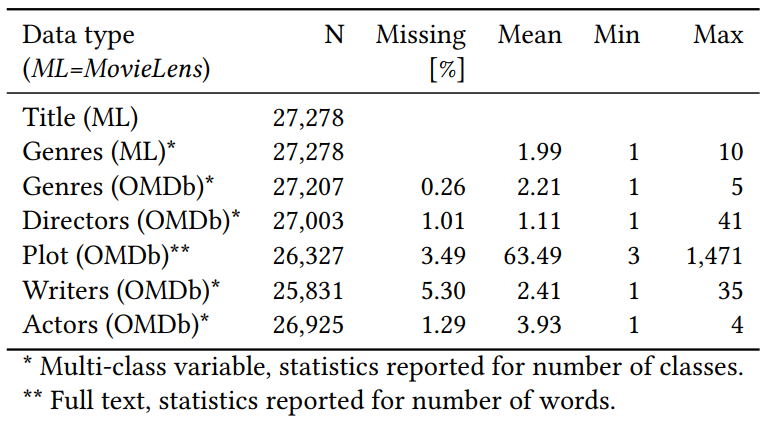 Data type N Missing Mean Min Max
(ML=MovieLens) [%]
Title (ML) 27,278
Genres (ML)* 27,278 1.99 1 10
Genres (OMDb)* 27,207 0.26 2.21 1 5
Directors (OMDb)* 27,003 1.01 1.11 1 41
Plot (OMDb)** 26,327 3.49 63.49 3 1,471
Writers (OMDb)* 25,831 5.30 2.41 1 35
Actors (OMDb)* 26,925 1.29 3.93 1 4
* Multi-class variable, statistics reported for number of classes.
** Full text, statistics reported for number of words.